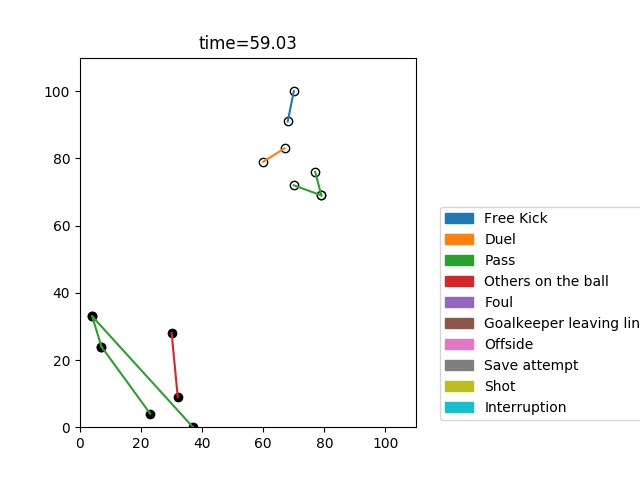 time=59.03
100
80
60
40
20
0
0 20 40 60 80 100
Free Kick
Duel
Pass
Others on the ball
Foul
Goalkeeper leaving lin
Offside
Save attempt
Shot
Interruption